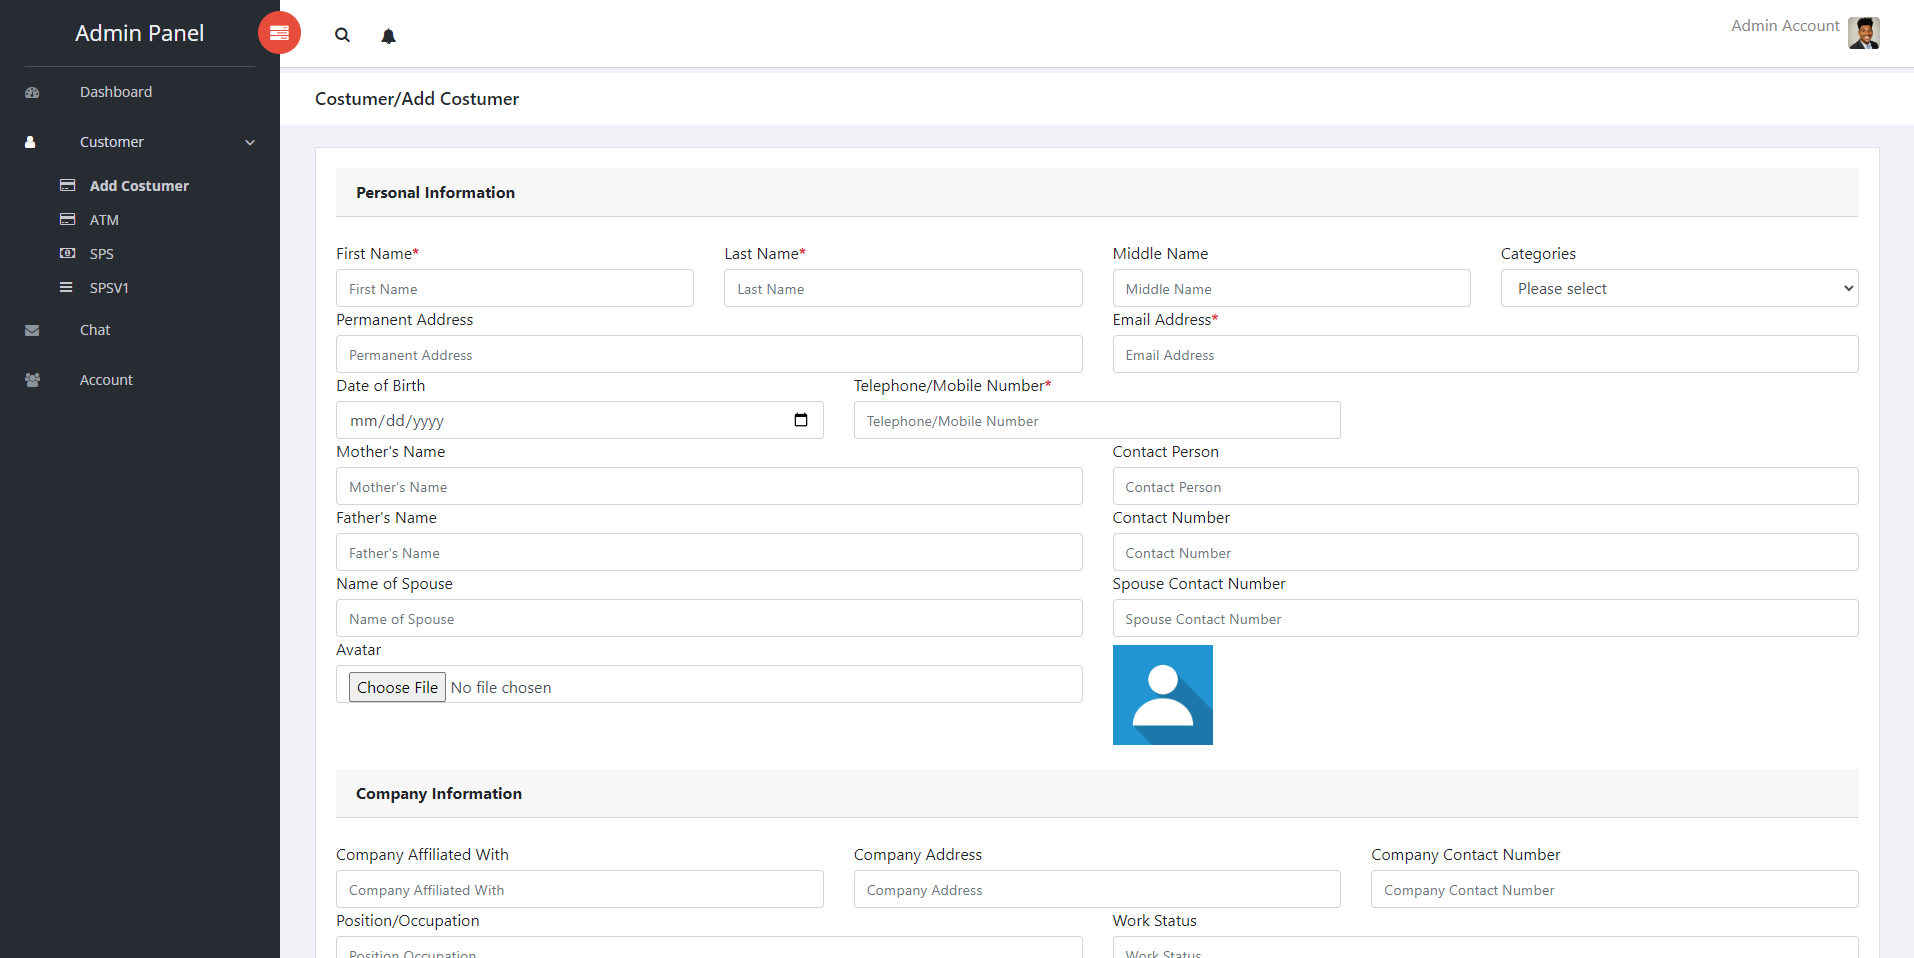 Admin Panel
Admin Account
Dashboard
Customer
Add Costumer
ATM
SPS
SPSV1
Chat
Account
Costumer/Add Costumer
Personal Information
First Name* Last Name* Middle Name Categories
First Name Last Name Middle Name Please select
Permanent Address Email Address*
Permanent Address Email Address
Date of Birth Telephone/Mobile Number*
mm/dd/yyyy Telephone/Mobile Number
Mother's Name Contact Person
Mother's Name Contact Person
Father's Name Contact Number
Father's Name Contact Number
Name of Spouse Spouse Contact Number
Name of Spouse Spouse Contact Number
Avatar
Choose File No file chosen
Company Information
Company Affiliated With Company Address Company Contact Number
Company Affiliated With Company Address Company Contact Number
Position/Occupation Work Status
Position Occupation Work Status